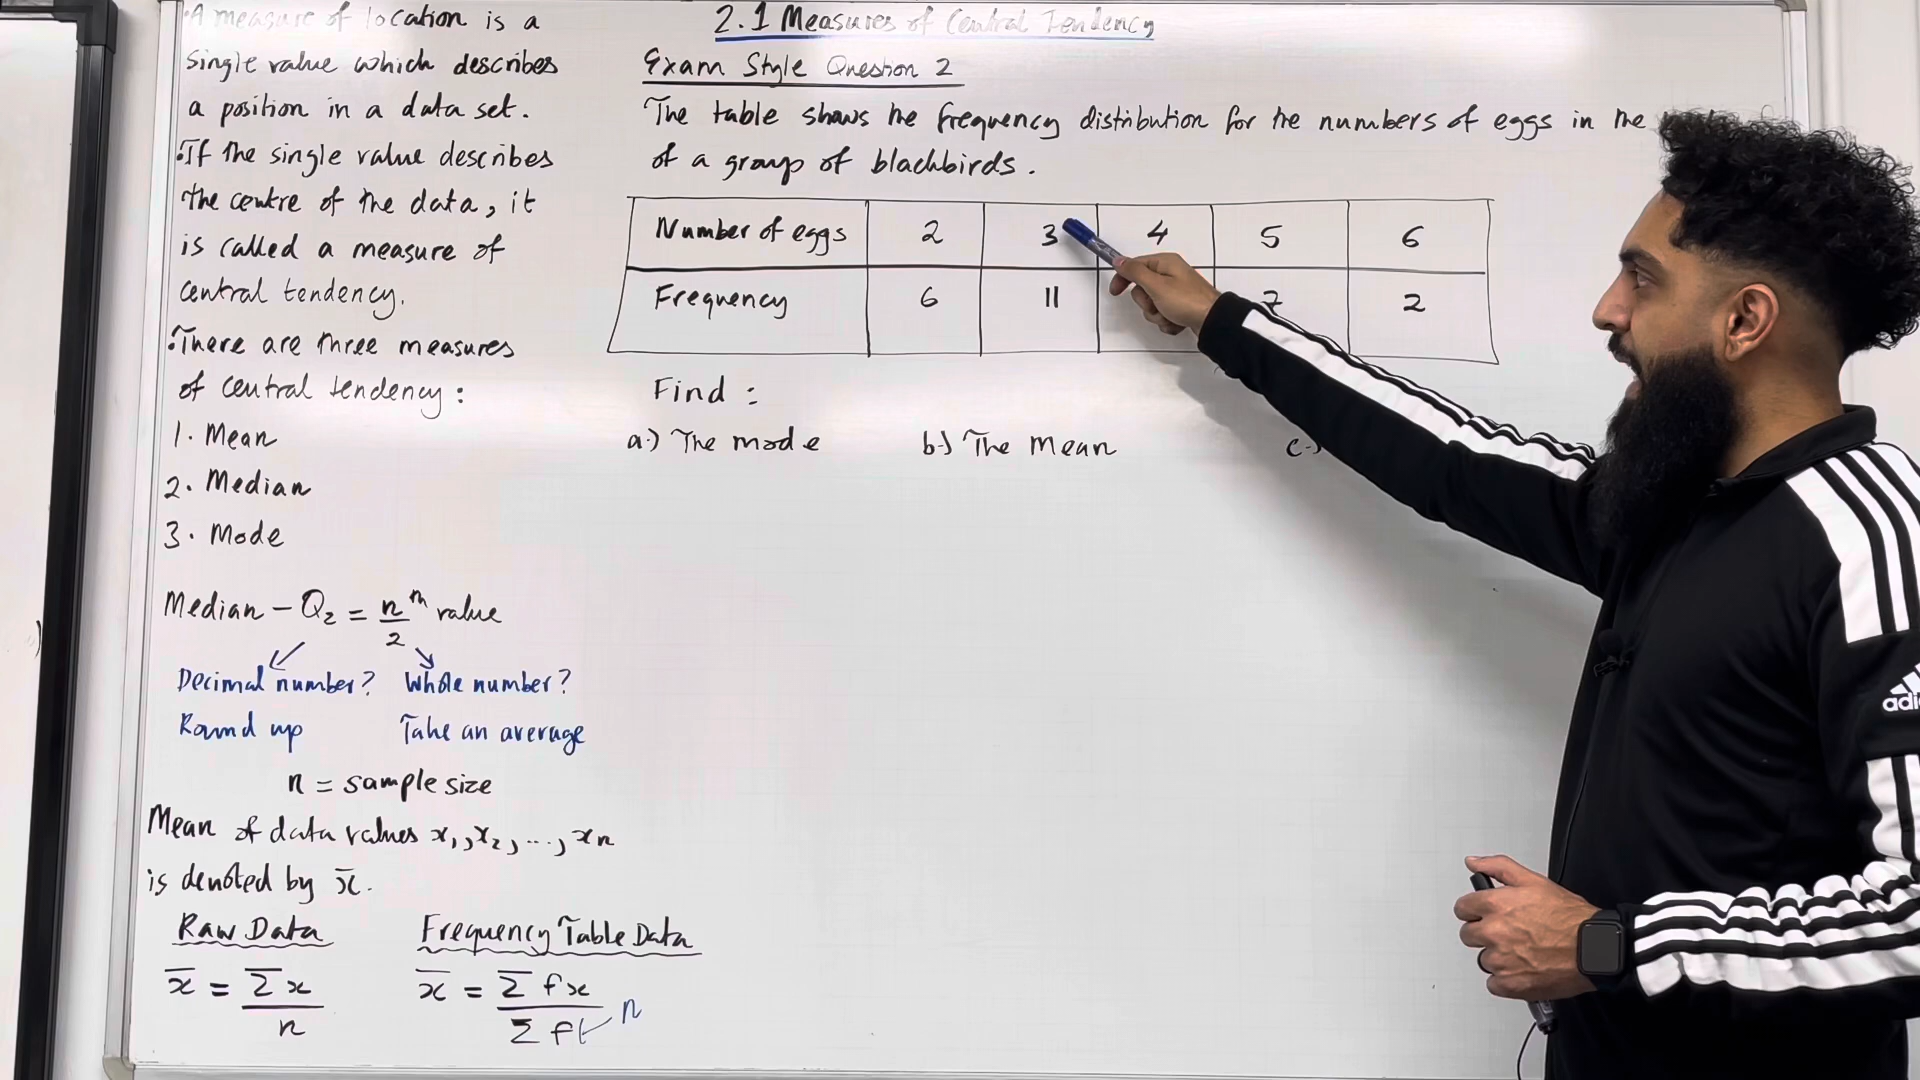 · A measure of location is a
single value which describes
a position in a data set.
· If the single value describes
the centre of the data, it
is called a measure of
central tendency.
· There are three measures
of central tendency :
1. Mean
2. Median
3. Mode
Median - Q₂ = n/2 th value
Decimal number? Whole number?
Round up Take an average
n = sample size
Mean of data values x₁, x₂, ..., xn
is denoted by x̄.
Raw Data Frequency Table Data
x̄ = Σx/n x̄ = Σfx/Σf n
2.1 Measures of Central Tendency
Exam Style Question 2
The table shows the frequency distribution for the numbers of eggs in the
of a group of blackbirds.
Number of eggs 2 3 4 5 6
Frequency 6 11 7 2
Find :
a.) The mode b.) The Mean c.)
adi